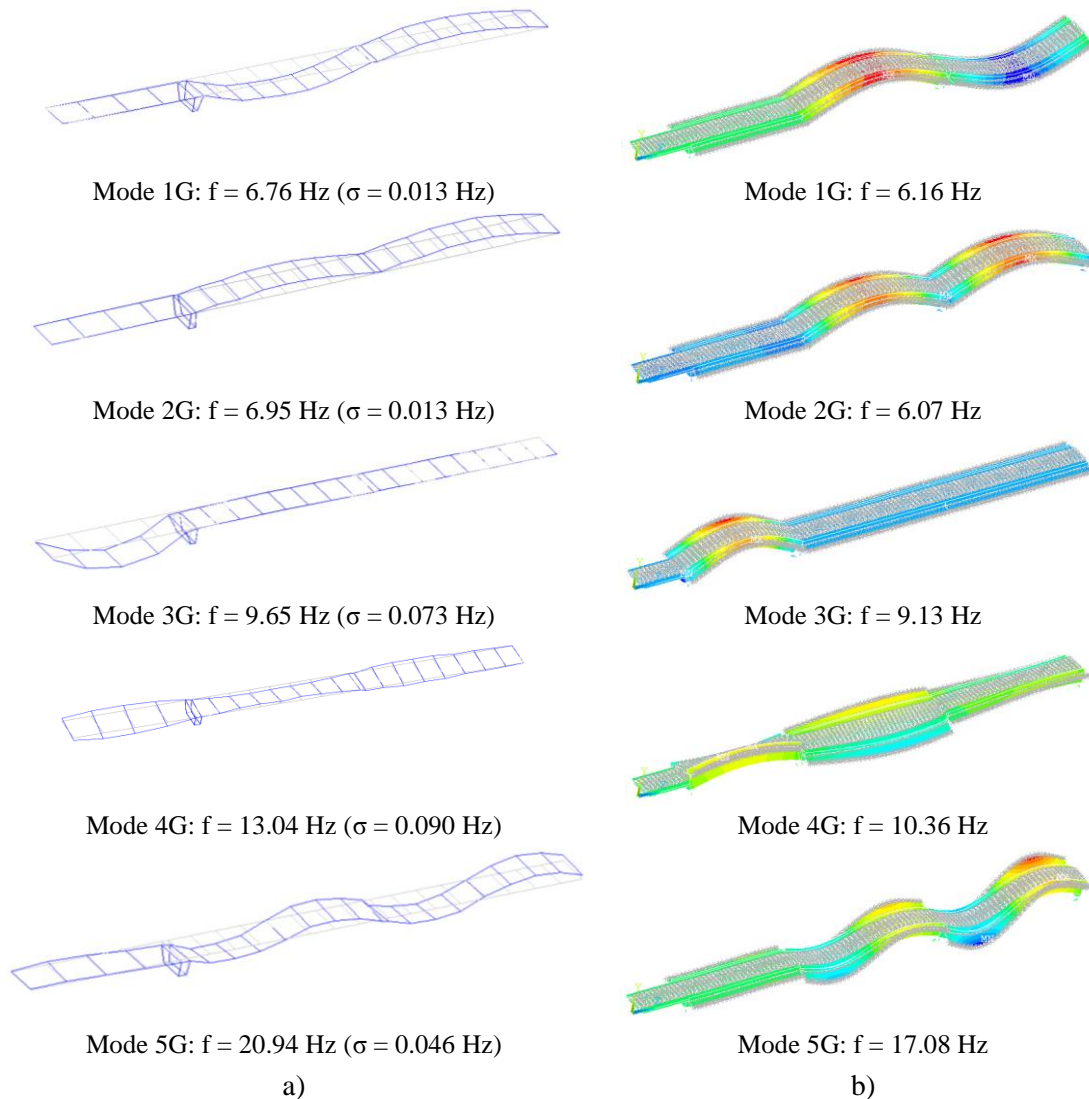 Mode 1G: f = 6.76 Hz (σ = 0.013 Hz)
Mode 1G: f = 6.16 Hz
Mode 2G: f = 6.95 Hz (σ = 0.013 Hz)
Mode 2G: f = 6.07 Hz
Mode 3G: f = 9.65 Hz (σ = 0.073 Hz)
Mode 3G: f = 9.13 Hz
Mode 4G: f = 13.04 Hz (σ = 0.090 Hz)
Mode 4G: f = 10.36 Hz
Mode 5G: f = 20.94 Hz (σ = 0.046 Hz)
Mode 5G: f = 17.08 Hz
a)
b)